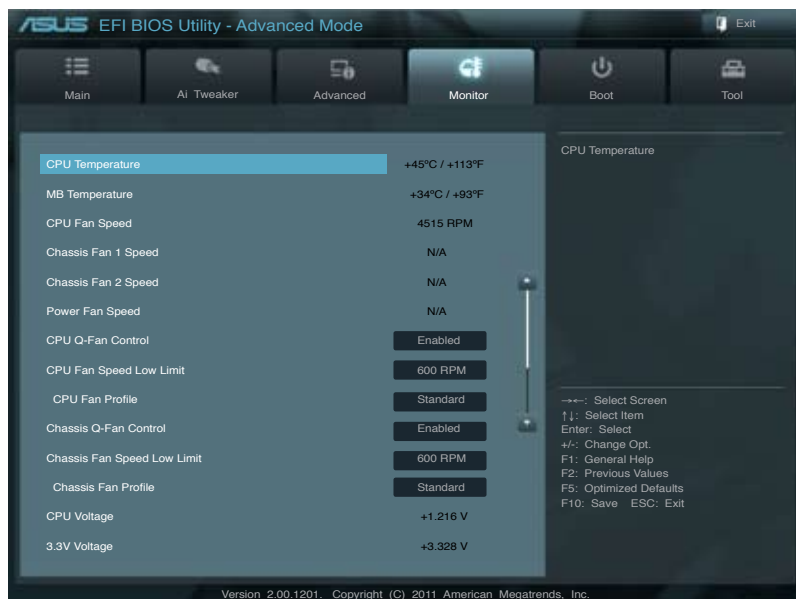 ASUS EFI BIOS Utility - Advanced Mode
Exit
Main
Ai Tweaker
Advanced
Monitor
Boot
Tool
CPU Temperature +45ºC / +113ºF
MB Temperature +34ºC / +93ºF
CPU Fan Speed 4515 RPM
Chassis Fan 1 Speed N/A
Chassis Fan 2 Speed N/A
Power Fan Speed N/A
CPU Q-Fan Control Enabled
CPU Fan Speed Low Limit 600 RPM
CPU Fan Profile Standard
Chassis Q-Fan Control Enabled
Chassis Fan Speed Low Limit 600 RPM
Chassis Fan Profile Standard
CPU Voltage +1.216 V
3.3V Voltage +3.328 V
CPU Temperature
→←: Select Screen
↑↓: Select Item
Enter: Select
+/-: Change Opt.
F1: General Help
F2: Previous Values
F5: Optimized Defaults
F10: Save ESC: Exit
Version 2.00.1201. Copyright (C) 2011 American Megatrends, Inc.